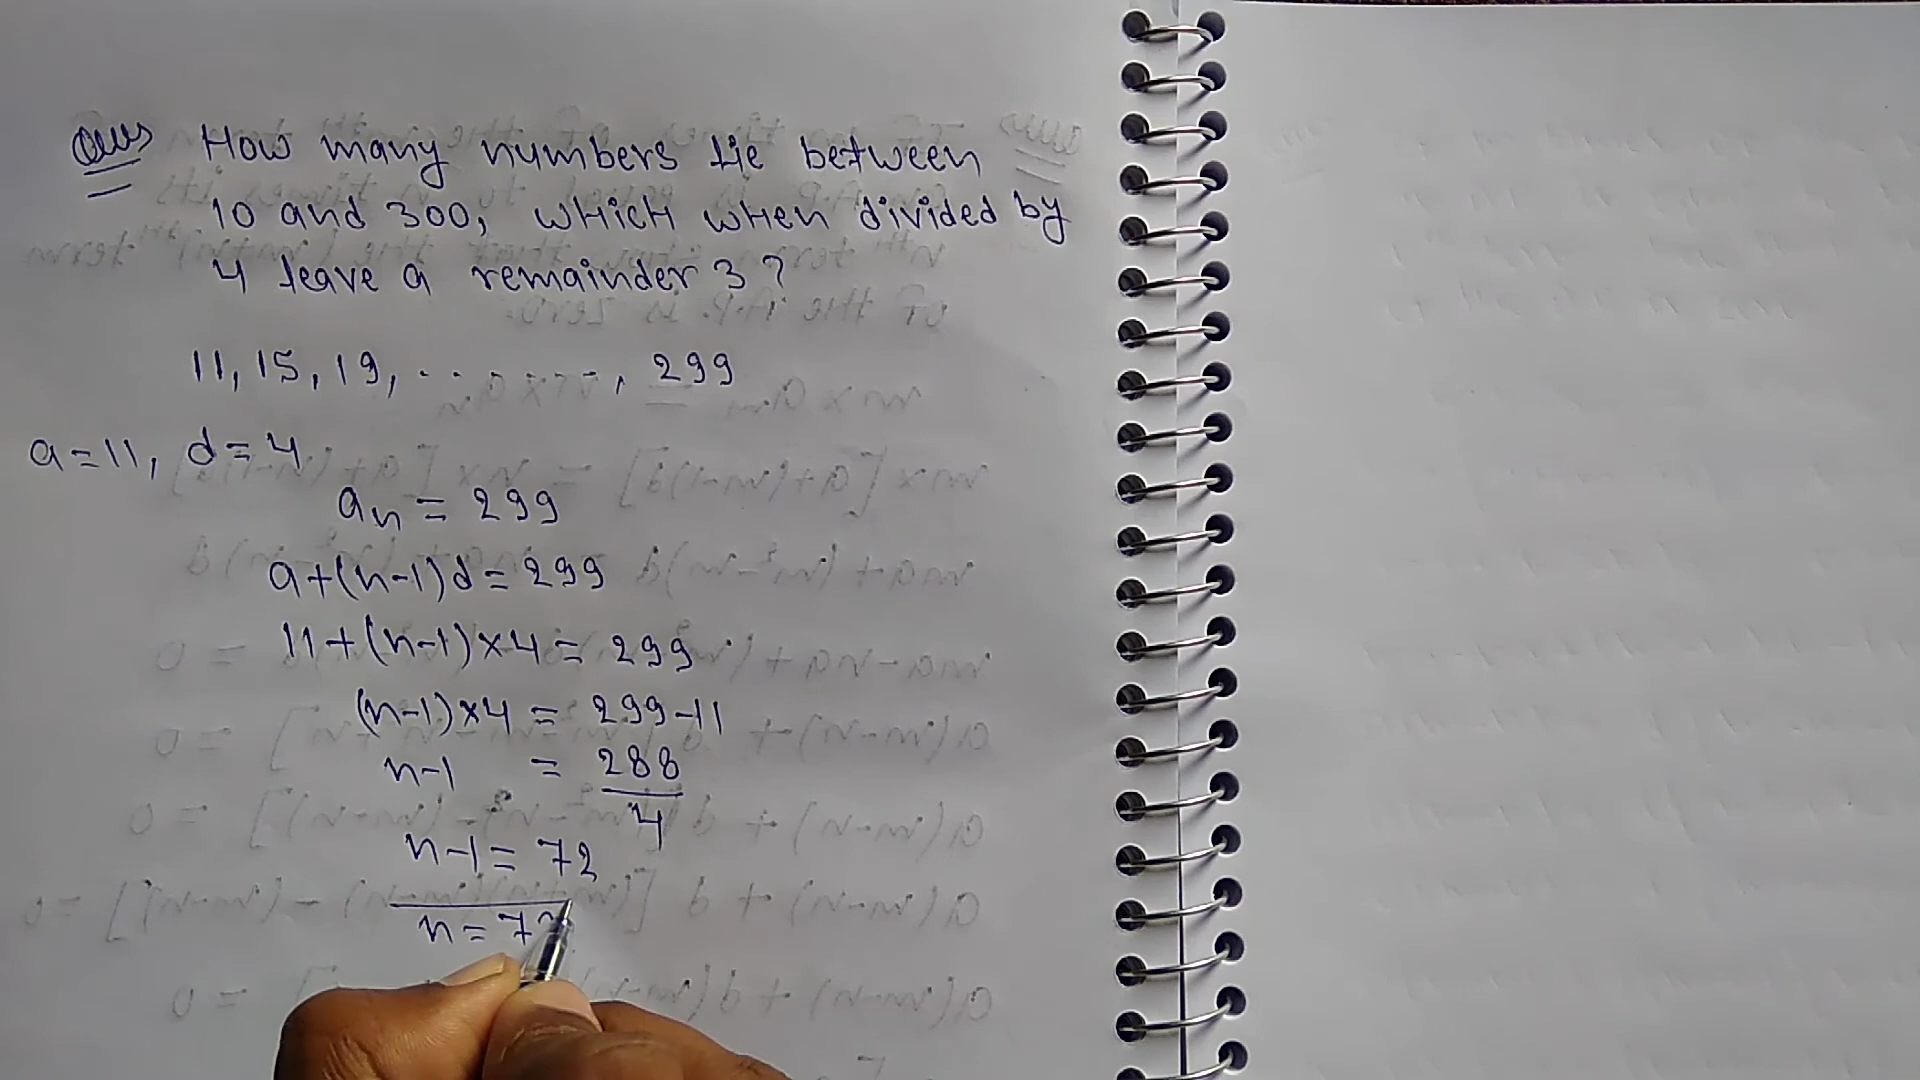 Ques How many numbers lie between
10 and 300, which when divided by
4 leave a remainder 3?
11, 15, 19, ........, 299
a=11, d=4
an = 299
a+(n-1)d=299
11+(n-1)×4=299
(n-1)×4 = 299-11
n-1 = 288/4
n-1=72
n=73